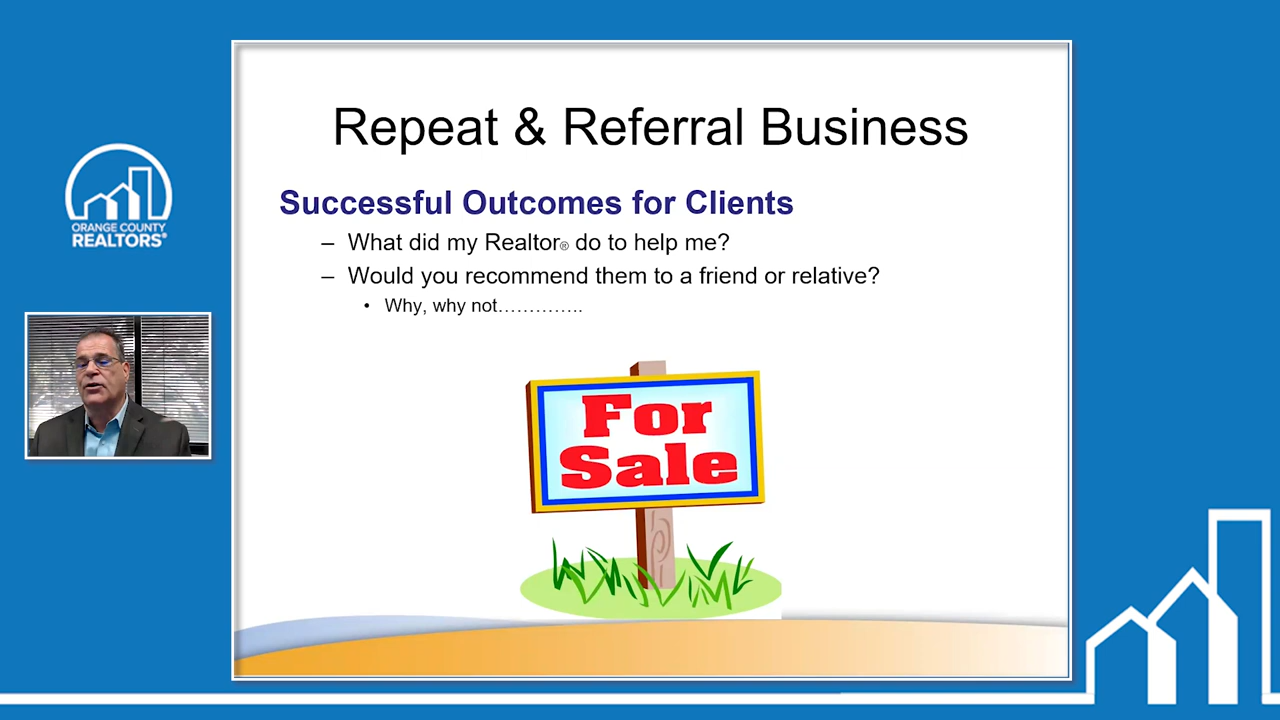 Repeat & Referral Business
Successful Outcomes for Clients
– What did my Realtor® do to help me?
– Would you recommend them to a friend or relative?
• Why, why not…………..
For
Sale
ORANGE COUNTY
REALTORS®